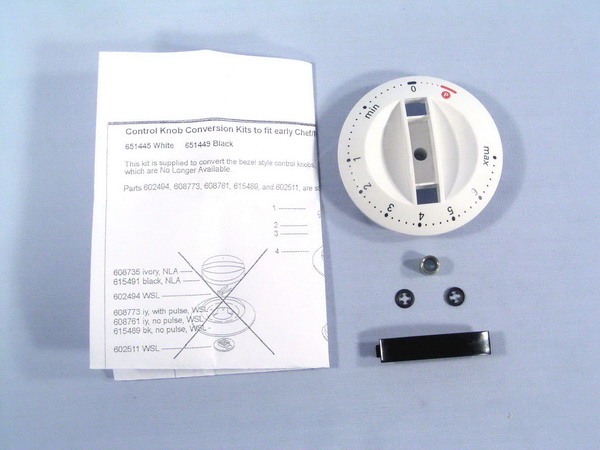 Control Knob Conversion Kits to fit early Chef/
651445 White 651449 Black
This kit is supplied to convert the bezel style control knobs,
which are No Longer Available.
Parts 602494, 608773, 608761, 615489, and 602511, are
1
2
3
4
608735 ivory, NLA
615491 black, NLA
602494 WSL
608773 iy, with pulse, WSL
608761 iy, no pulse, WSL
615489 bk, no pulse, WSL
602511 WSL
0
P
min
1
2
3
4
5
6
max